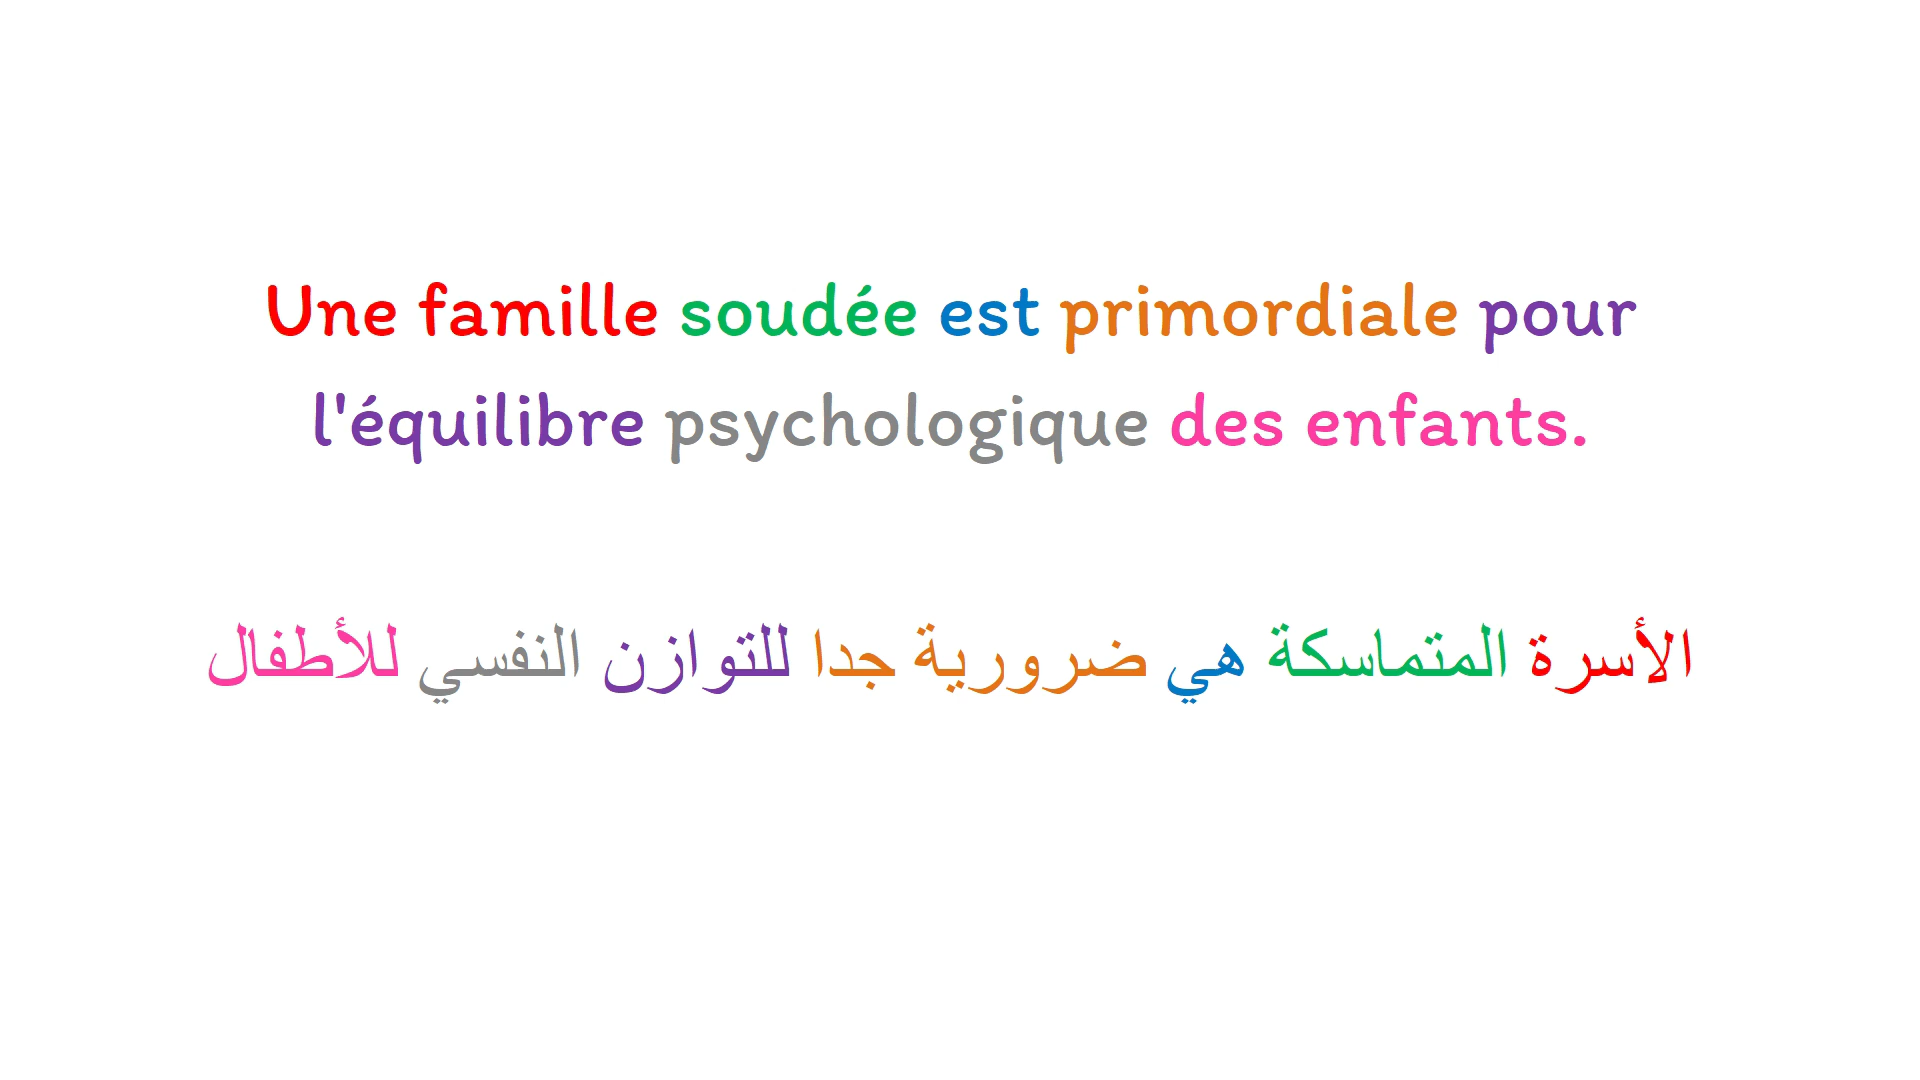 Une famille soudée est primordiale pour
l'équilibre psychologique des enfants.
الأسرة المتماسكة هي ضرورية جدا للتوازن النفسي للأطفال